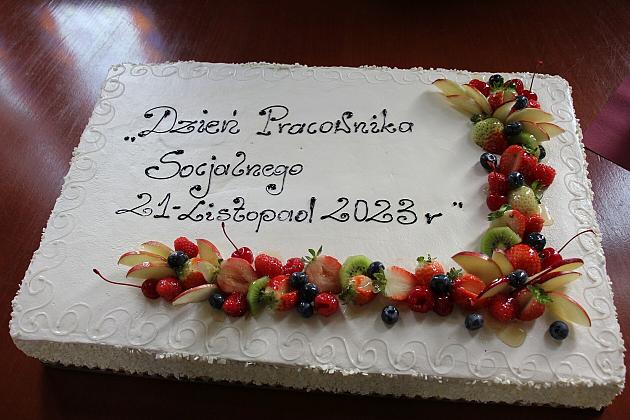 „Dzień Pracownika
Socjalnego
21-Listopad 2023 r"